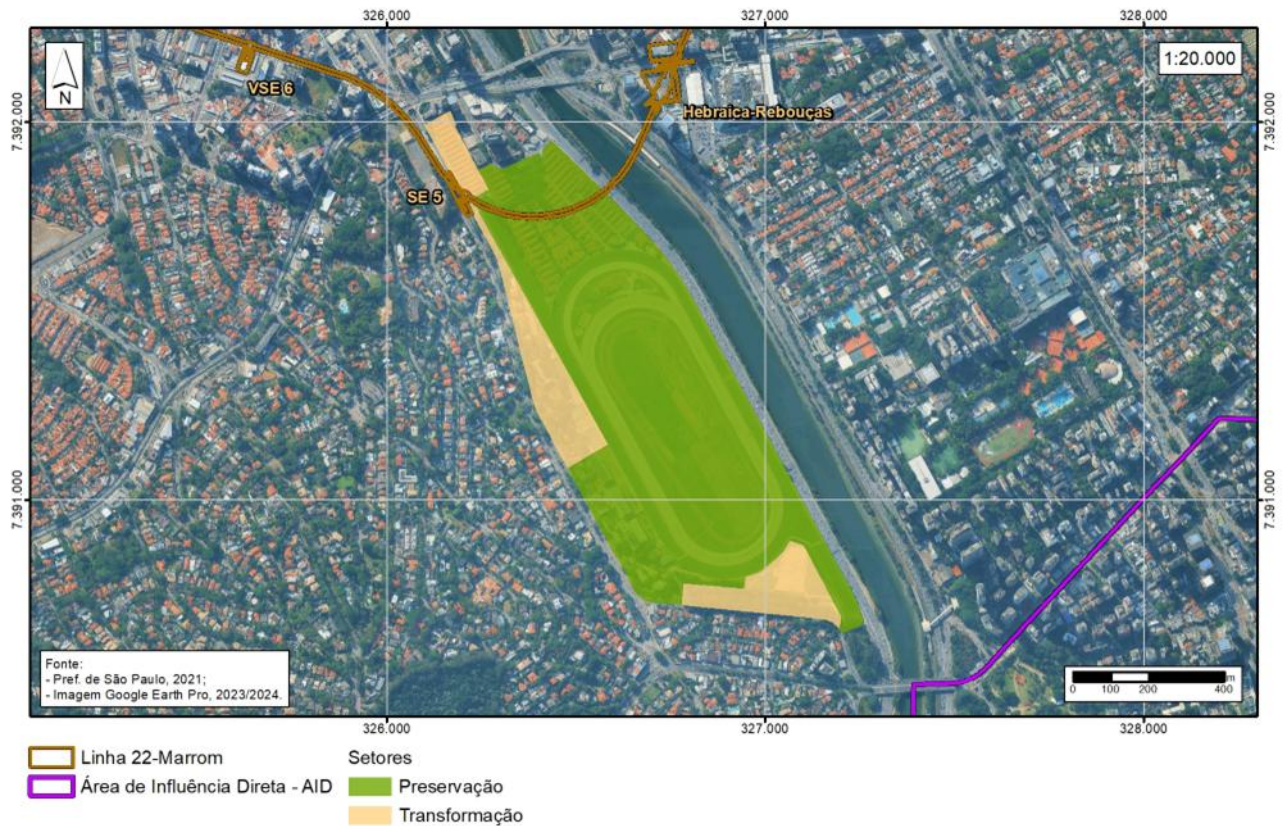 326.000
327.000
328.000
1:20.000
N
VSE 6
Hebraica-Rebouças
7.392.000
7.392.000
SE 5
7.391.000
7.391.000
Fonte:
- Pref. de São Paulo, 2021;
- Imagem Google Earth Pro, 2023/2024.
0 100 200 400 m
326.000
327.000
328.000
Linha 22-Marrom
Área de Influência Direta - AID
Setores
Preservação
Transformação